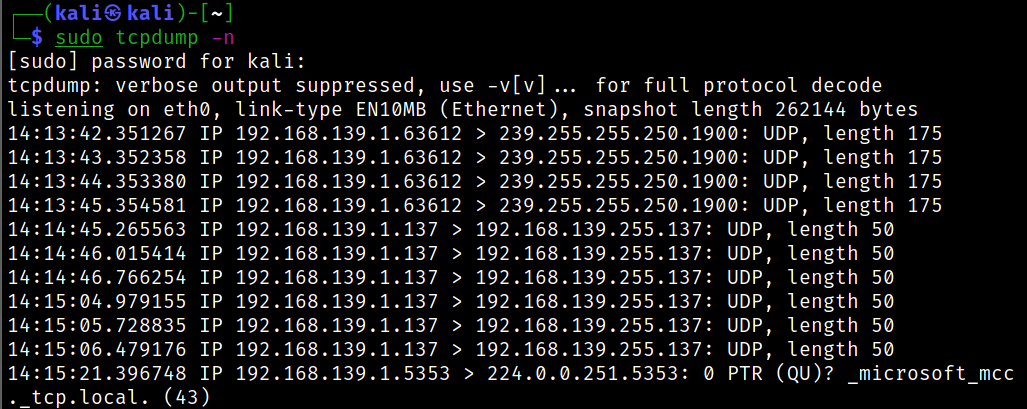 ┌──(kali㉿kali)-[~]
└─$ sudo tcpdump -n
[sudo] password for kali:
tcpdump: verbose output suppressed, use -v[v]... for full protocol decode
listening on eth0, link-type EN10MB (Ethernet), snapshot length 262144 bytes
14:13:42.351267 IP 192.168.139.1.63612 > 239.255.255.250.1900: UDP, length 175
14:13:43.352358 IP 192.168.139.1.63612 > 239.255.255.250.1900: UDP, length 175
14:13:44.353380 IP 192.168.139.1.63612 > 239.255.255.250.1900: UDP, length 175
14:13:45.354581 IP 192.168.139.1.63612 > 239.255.255.250.1900: UDP, length 175
14:14:45.265563 IP 192.168.139.1.137 > 192.168.139.255.137: UDP, length 50
14:14:46.015414 IP 192.168.139.1.137 > 192.168.139.255.137: UDP, length 50
14:14:46.766254 IP 192.168.139.1.137 > 192.168.139.255.137: UDP, length 50
14:15:04.979155 IP 192.168.139.1.137 > 192.168.139.255.137: UDP, length 50
14:15:05.728835 IP 192.168.139.1.137 > 192.168.139.255.137: UDP, length 50
14:15:06.479176 IP 192.168.139.1.137 > 192.168.139.255.137: UDP, length 50
14:15:21.396748 IP 192.168.139.1.5353 > 224.0.0.251.5353: 0 PTR (QU)? _microsoft_mcc
._tcp.local. (43)